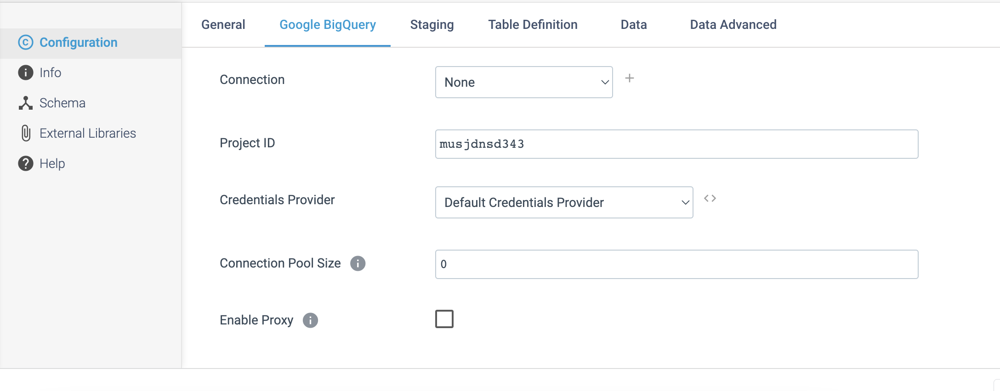 General
Google BigQuery
Staging
Table Definition
Data
Data Advanced
Configuration
Info
Schema
External Libraries
Help
Connection
None
Project ID
musjdnsd343
Credentials Provider
Default Credentials Provider
Connection Pool Size
0
Enable Proxy